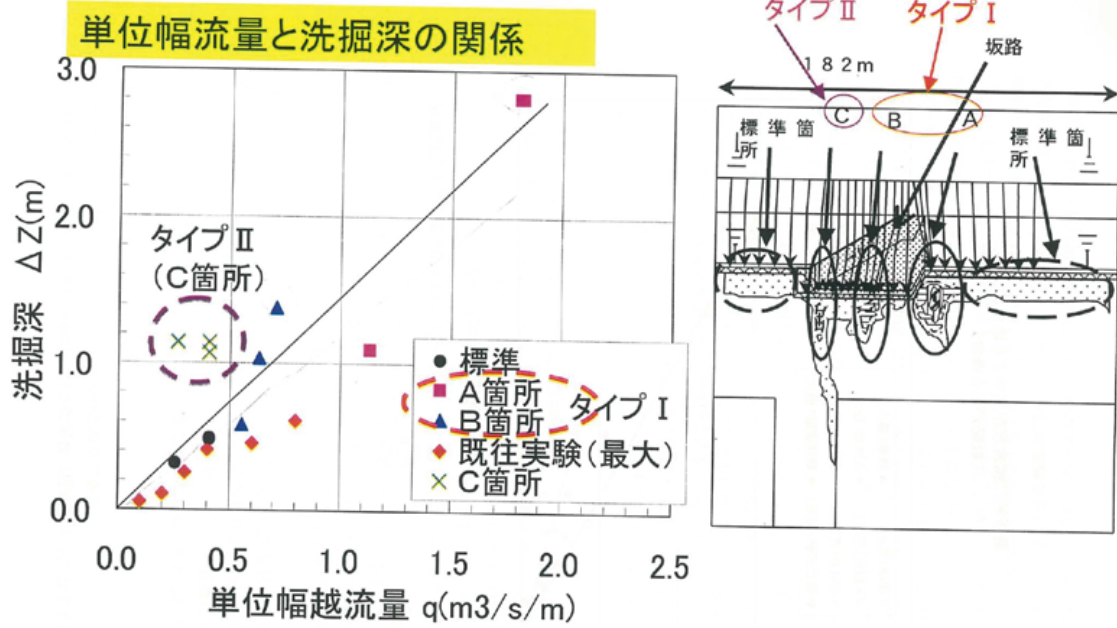 単位幅流量と洗掘深の関係
3.0
2.0
1.0
0.0
洗掘深 ΔZ(m)
タイプⅡ
(C箇所)
標準
A箇所
B箇所
タイプⅠ
既往実験(最大)
C箇所
0.0 0.5 1.0 1.5 2.0 2.5
単位幅越流量 q(m3/s/m)
タイプⅡ
タイプⅠ
坂路
182m
C
B
A
標準箇
所
標準箇
所